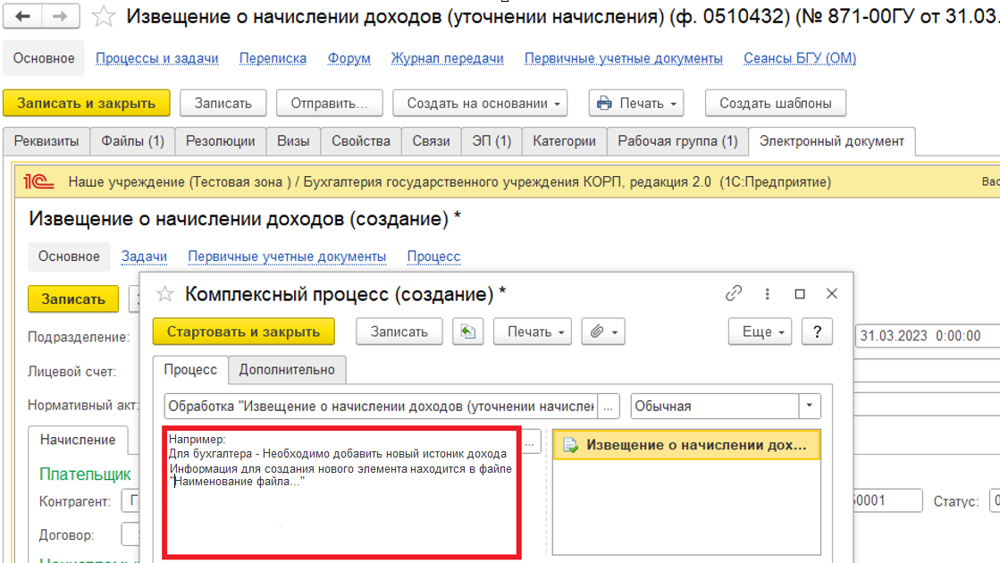 Извещение о начислении доходов (уточнении начисления) (ф. 0510432) (№ 871-00ГУ от 31.03.
Основное Процессы и задачи Переписка Форум Журнал передачи Первичные учетные документы Сеансы БГУ (ОМ)
Записать и закрыть Записать Отправить... Создать на основании Печать Создать шаблоны
Реквизиты Файлы (1) Резолюции Визы Свойства Связи ЭП (1) Категории Рабочая группа (1) Электронный документ
1С Наше учреждение (Тестовая зона ) / Бухгалтерия государственного учреждения КОРП, редакция 2.0 (1С:Предприятие) Вас
Извещение о начислении доходов (создание) *
Основное Задачи Первичные учетные документы Процесс
Комплексный процесс (создание) *
Записать
Стартовать и закрыть Записать Печать Еще ?
Подразделение: 31.03.2023 0:00:00
Процесс Дополнительно
Лицевой счет:
Нормативный акт: Обработка "Извещение о начислении доходов (уточнении начислен ... Обычная
Начисление
Например: ... Извещение о начислении дох...
Для бухгалтера - Необходимо добавить новый истоник дохода
Информация для создания нового элемента находится в файле
"Наименование файла..."
Плательщик
Контрагент: 0001 Статус:
Договор: